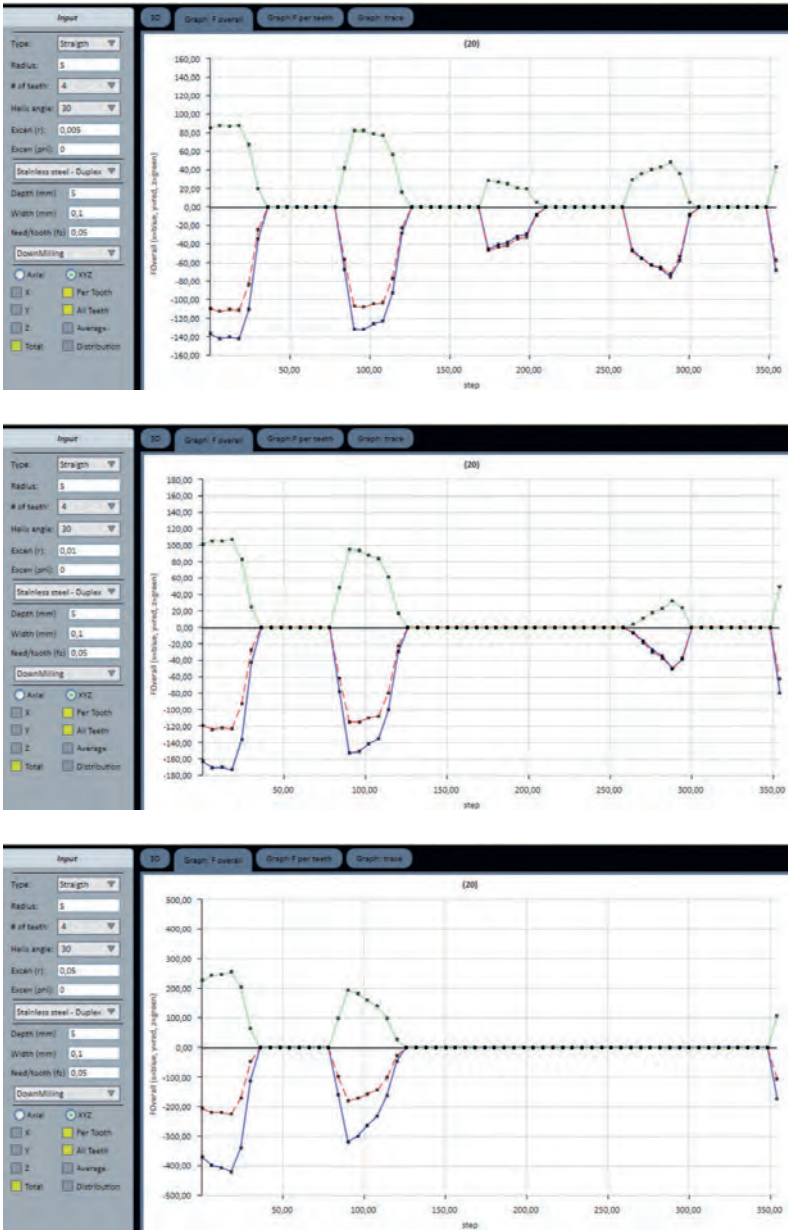 Input
3D Graph: F overall Graph F per teeth Graph: trace
Type: Straigth
Radius: 5
# of teeth: 4
Helix angle: 30
Excen (r): 0,005
Excen (phi): 0
Stainless steel - Duplex
Depth (mm) 5
Width (mm) 0,1
feed/tooth (fz) 0,05
DownMilling
Axial XYZ
X Per Tooth
Y All Teeth
Z Average
Total Distribution
(20)
FOverall (x=blue, y=red, z=green)
160,00
140,00
120,00
100,00
80,00
60,00
40,00
20,00
0,00
-20,00
-40,00
-60,00
-80,00
-100,00
-120,00
-140,00
-160,00
50,00 100,00 150,00 200,00 250,00 300,00 350,00
step
Input
3D Graph: F overall Graph F per teeth Graph: trace
Type: Straigth
Radius: 5
# of teeth: 4
Helix angle: 30
Excen (r): 0,01
Excen (phi): 0
Stainless steel - Duplex
Depth (mm) 5
Width (mm) 0,1
feed/tooth (fz) 0,05
DownMilling
Axial XYZ
X Per Tooth
Y All Teeth
Z Average
Total Distribution
(20)
FOverall (x=blue, y=red, z=green)
180,00
160,00
140,00
120,00
100,00
80,00
60,00
40,00
20,00
0,00
-20,00
-40,00
-60,00
-80,00
-100,00
-120,00
-140,00
-160,00
-180,00
50,00 100,00 150,00 200,00 250,00 300,00 350,00
step
Input
3D Graph: F overall Graph F per teeth Graph: trace
Type: Straigth
Radius: 5
# of teeth: 4
Helix angle: 30
Excen (r): 0,05
Excen (phi): 0
Stainless steel - Duplex
Depth (mm) 5
Width (mm) 0,1
feed/tooth (fz) 0,05
DownMilling
Axial XYZ
X Per Tooth
Y All Teeth
Z Average
Total Distribution
(20)
FOverall (x=blue, y=red, z=green)
500,00
400,00
300,00
200,00
100,00
0,00
-100,00
-200,00
-300,00
-400,00
-500,00
50,00 100,00 150,00 200,00 250,00 300,00 350,00
step